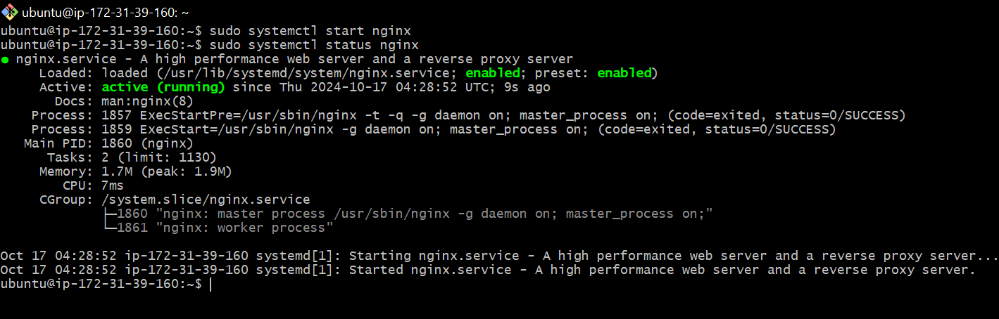 ubuntu@ip-172-31-39-160: ~
ubuntu@ip-172-31-39-160:~$ sudo systemctl start nginx
ubuntu@ip-172-31-39-160:~$ sudo systemctl status nginx
● nginx.service - A high performance web server and a reverse proxy server
     Loaded: loaded (/usr/lib/systemd/system/nginx.service; enabled; preset: enabled)
     Active: active (running) since Thu 2024-10-17 04:28:52 UTC; 9s ago
       Docs: man:nginx(8)
    Process: 1857 ExecStartPre=/usr/sbin/nginx -t -q -g daemon on; master_process on; (code=exited, status=0/SUCCESS)
    Process: 1859 ExecStart=/usr/sbin/nginx -g daemon on; master_process on; (code=exited, status=0/SUCCESS)
   Main PID: 1860 (nginx)
      Tasks: 2 (limit: 1130)
     Memory: 1.7M (peak: 1.9M)
        CPU: 7ms
     CGroup: /system.slice/nginx.service
             ├─1860 "nginx: master process /usr/sbin/nginx -g daemon on; master_process on;"
             └─1861 "nginx: worker process"
Oct 17 04:28:52 ip-172-31-39-160 systemd[1]: Starting nginx.service - A high performance web server and a reverse proxy server...
Oct 17 04:28:52 ip-172-31-39-160 systemd[1]: Started nginx.service - A high performance web server and a reverse proxy server.
ubuntu@ip-172-31-39-160:~$